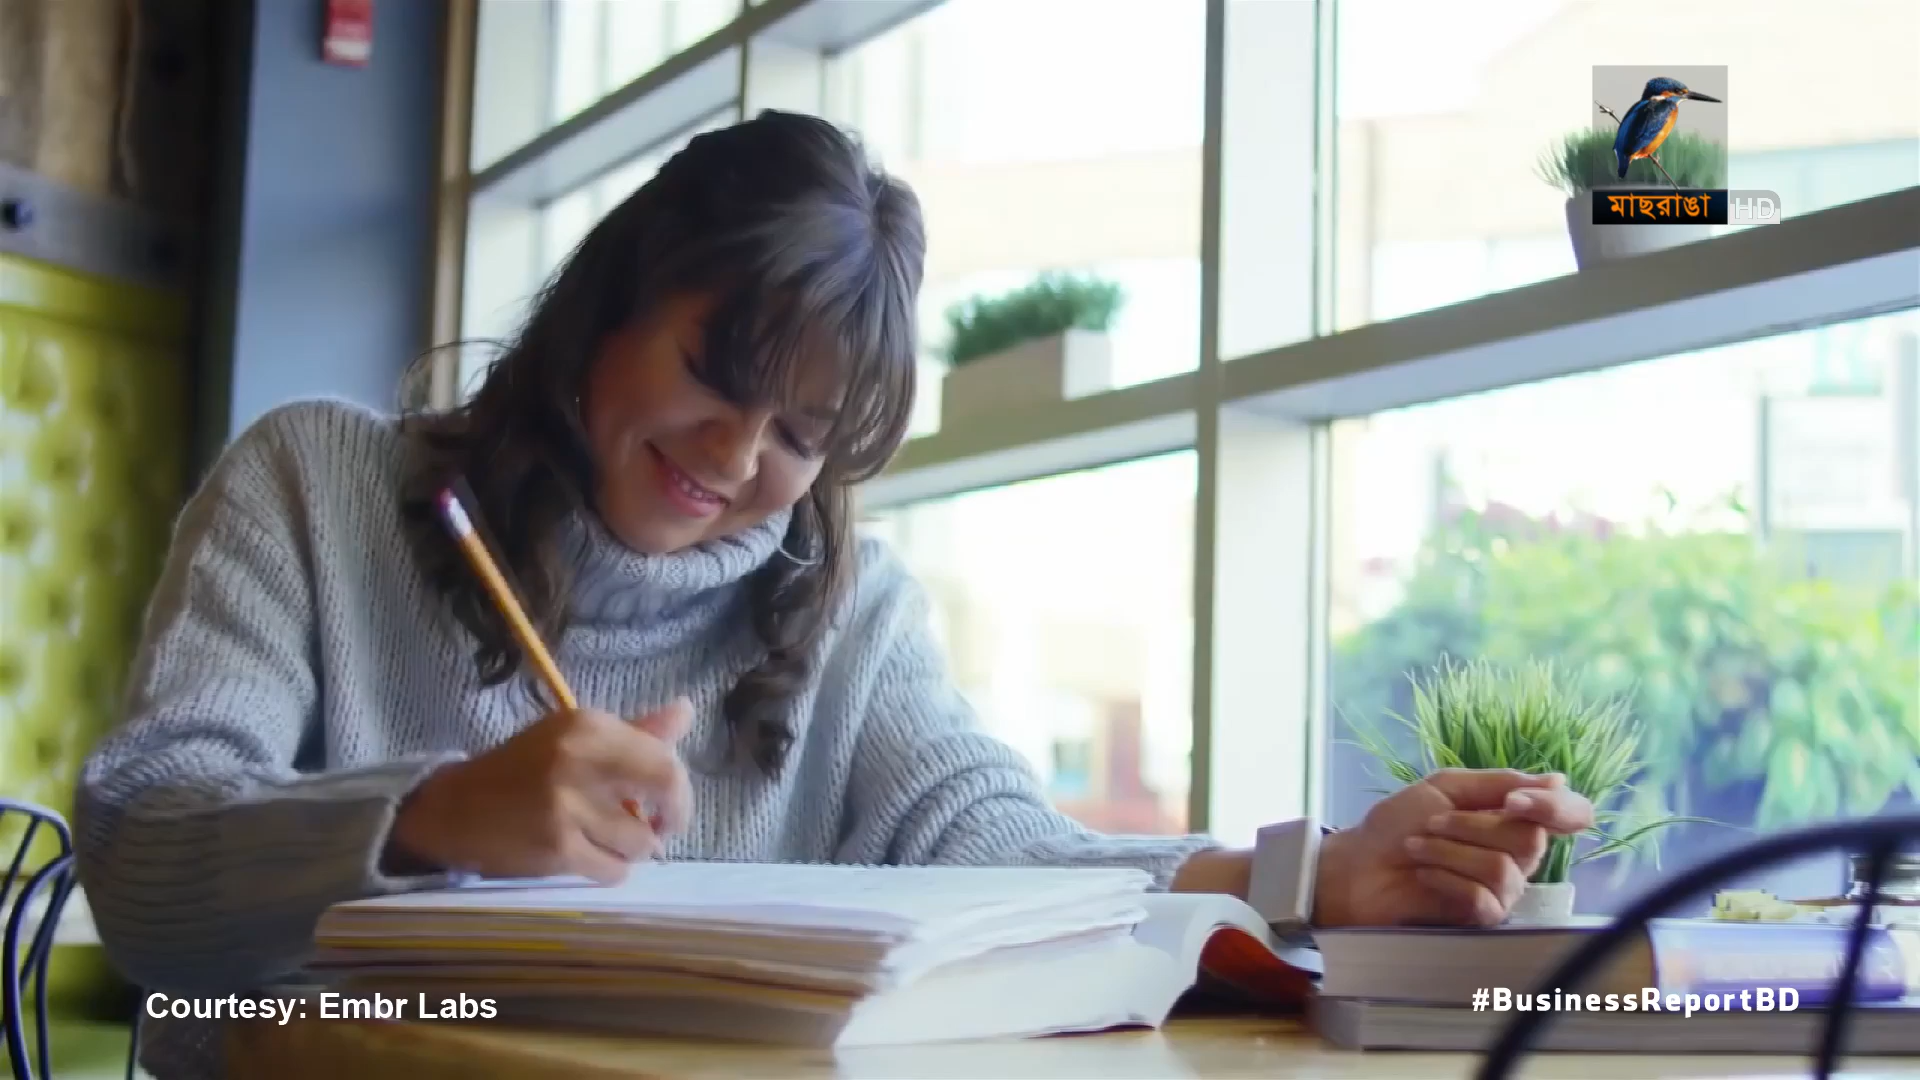 মাছরাঙা HD
Courtesy: Embr Labs
#BusinessReportBD